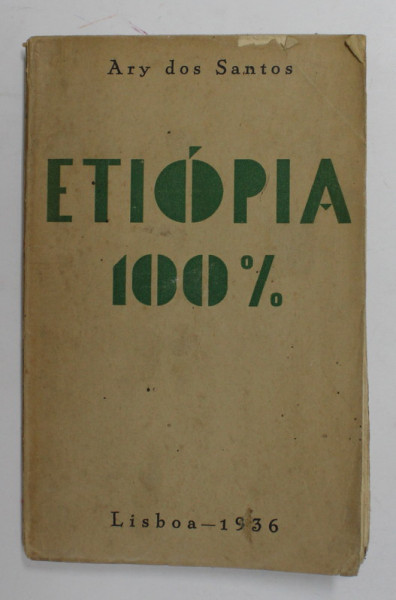 Ary dos Santos
ETIÓPIA
100%
Lisboa—1936